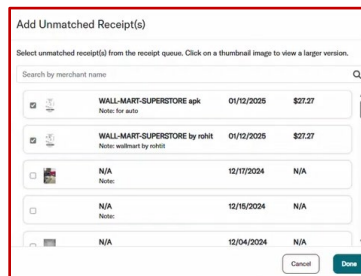 Add Unmatched Receipt(s)
Select unmatched receipt(s) from the receipt queue. Click on a thumbnail image to view a larger version.
Search by merchant name
WALL-MART-SUPERSTORE apk 01/12/2025 $27.27
Note: for auto
WALL-MART-SUPERSTORE by rohit 01/12/2025 $27.27
Note: wallmart by rohtit
N/A 12/17/2024 N/A
Note:
N/A 12/15/2024 N/A
Note:
N/A 12/04/2024 N/A
Cancel Done